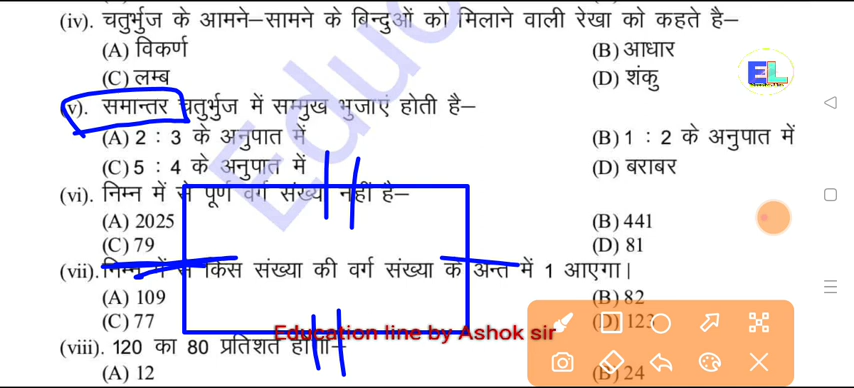 (iv). चतुर्भुज के आमने–सामने के बिन्दुओं को मिलाने वाली रेखा को कहते है–
(A) विकर्ण (B) आधार
(C) लम्ब (D) शंकु
EL
(v). समान्तर चतुर्भुज में सम्मुख भुजाएं होती है–
(A) 2 : 3 के अनुपात में (B) 1 : 2 के अनुपात में
(C) 5 : 4 के अनुपात में (D) बराबर
(vi). निम्न में से पूर्ण वर्ग संख्या नहीं है–
(A) 2025 (B) 441
(C) 79 (D) 81
(vii). निम्न में से किस संख्या की वर्ग संख्या के अन्त में 1 आएगा।
(A) 109 (B) 82
(C) 77 (D) 123
Education line by Ashok sir
(viii). 120 का 80 प्रतिशत
(A) 12 (B) 24
Educ